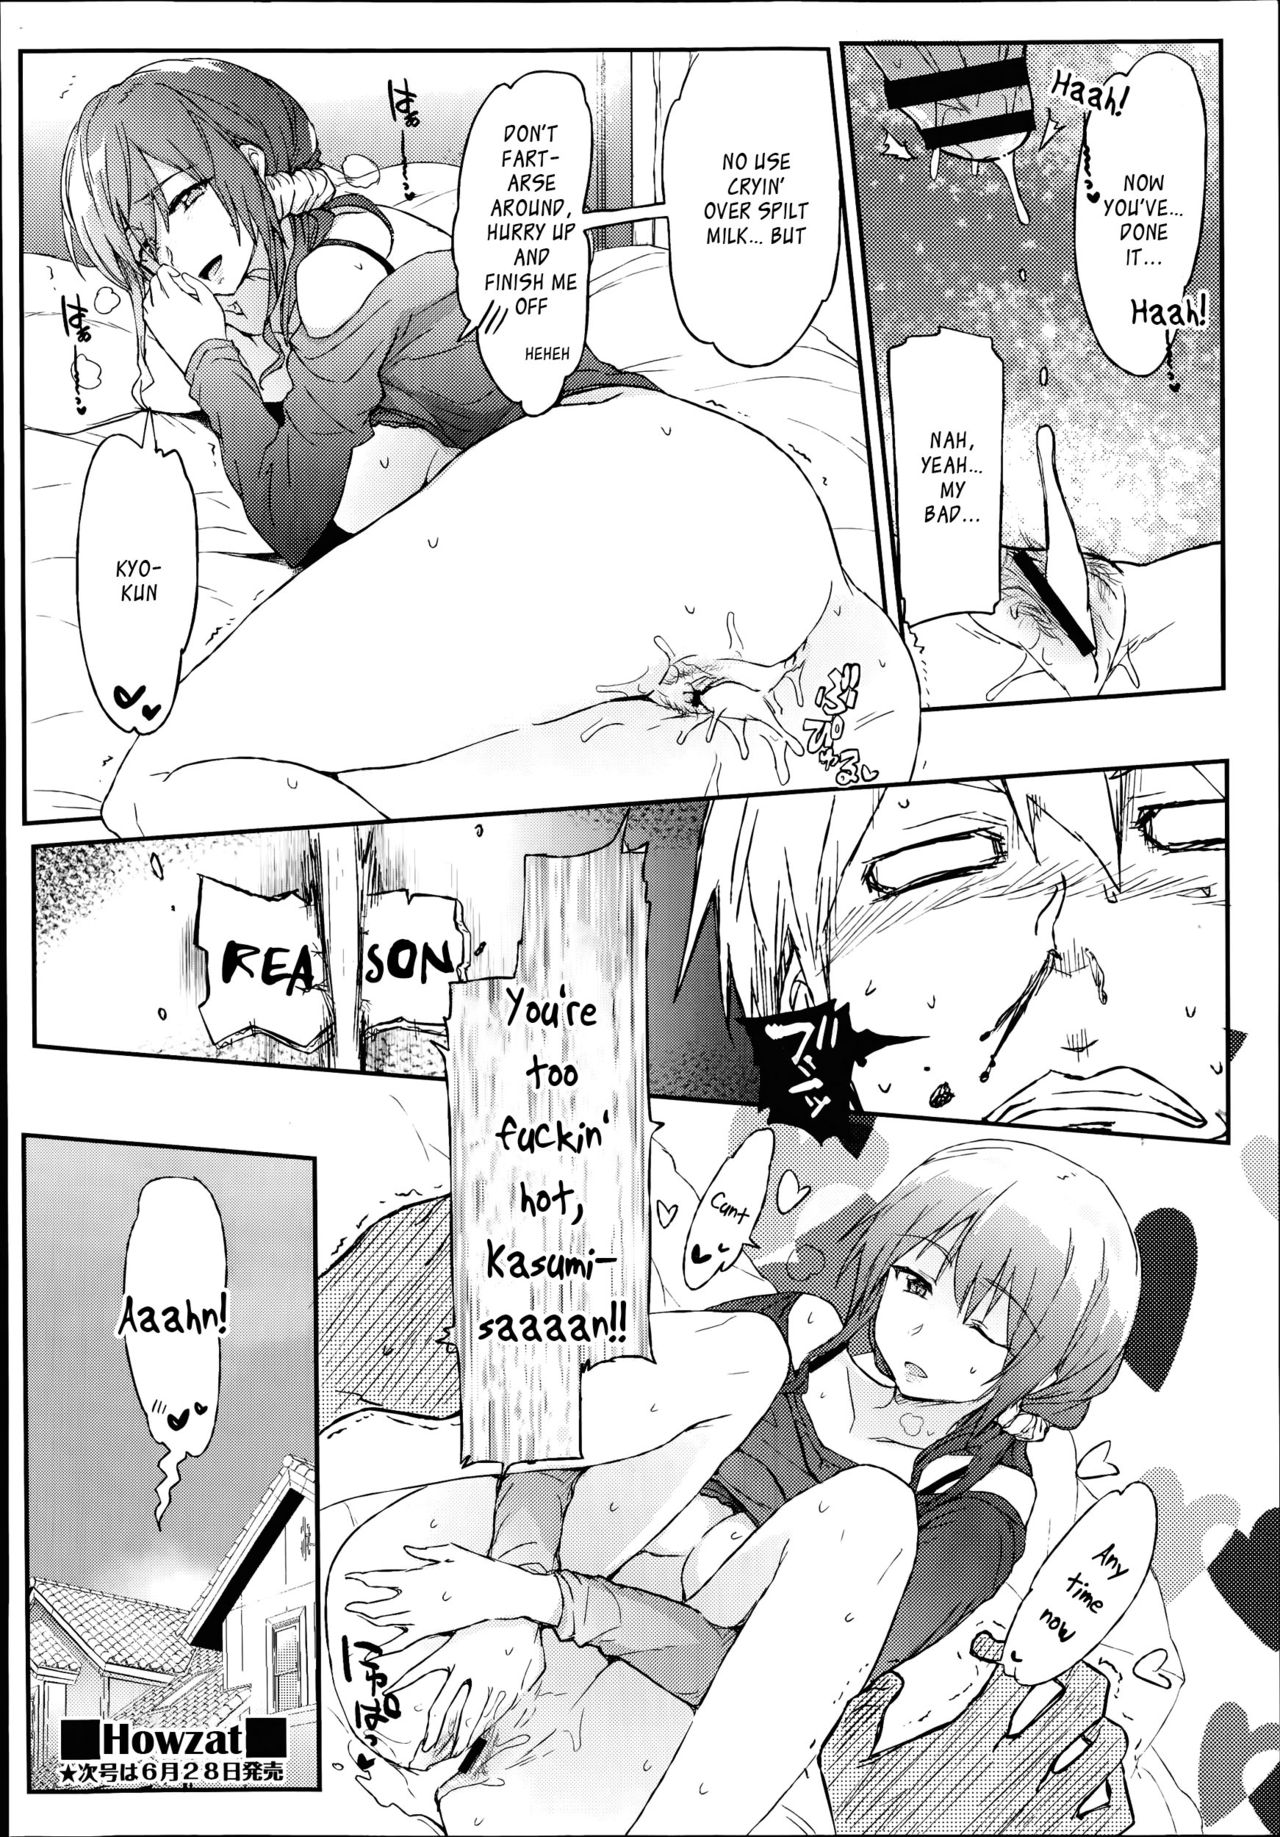 Haah!
NOW
YOU'VE...
DONE
IT...
Haah!
NAH,
YEAH...
MY
BAD...
NO USE
CRYIN'
OVER SPILT
MILK... BUT
DON'T
FART-
ARSE
AROUND,
HURRY UP
AND
FINISH ME
OFF
HEHEH
KYO-
KUN
REA SON
You're
too
fuckin'
hot,
Kasumi-
saaaan!!
Cunt
Any
time
now
Aaahn!
■Howzat■
★次号は6月28日発売